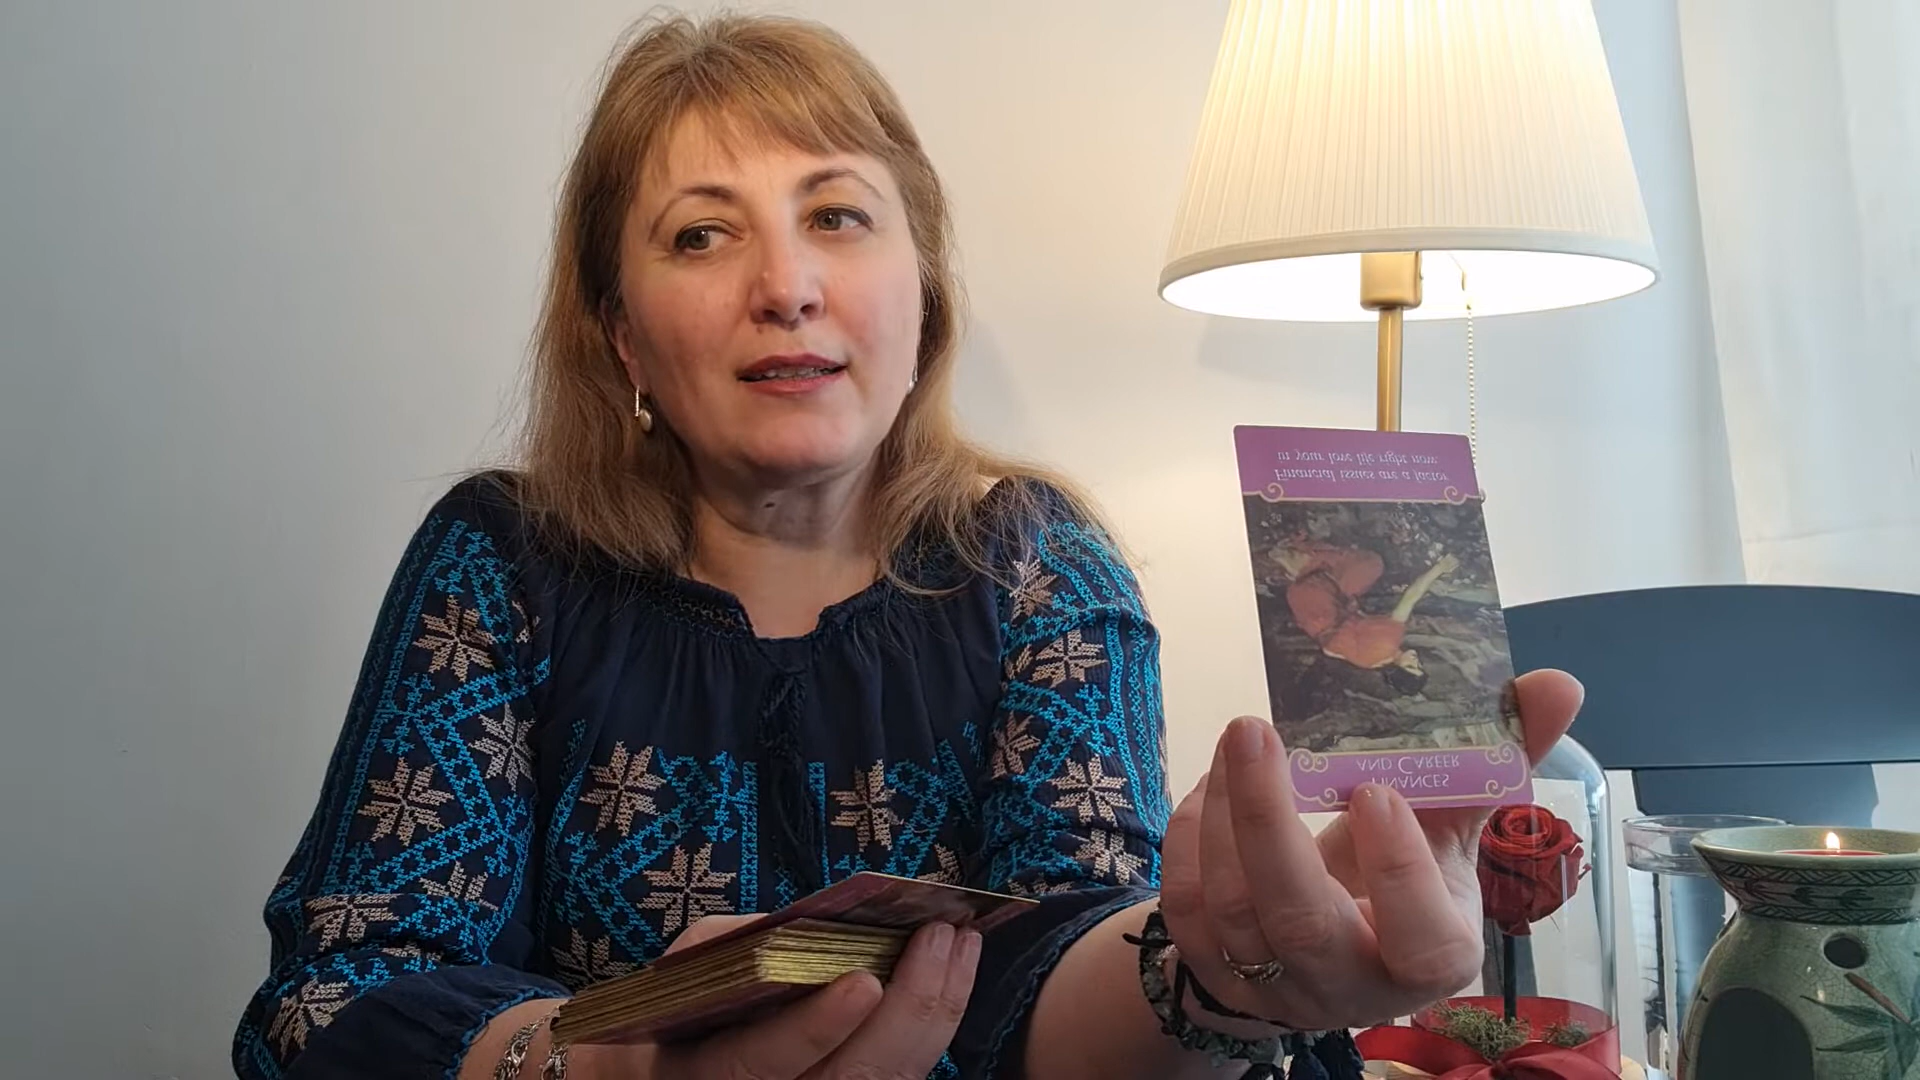 FINANCES
AND CAREER
Financial issues are a factor
in your love life right now.